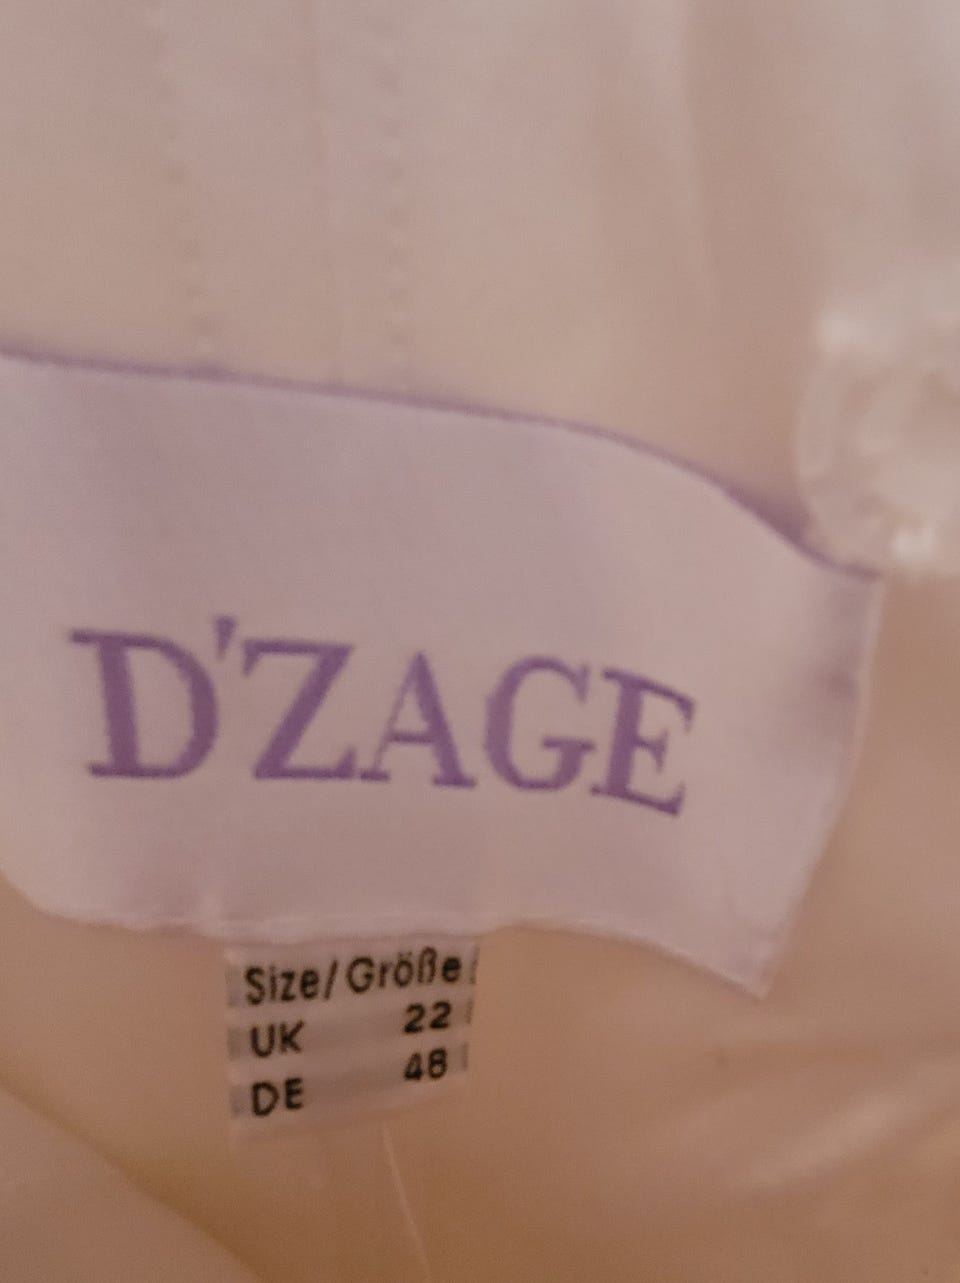 D'ZAGE
Size/Größe
UK 22
DE 48